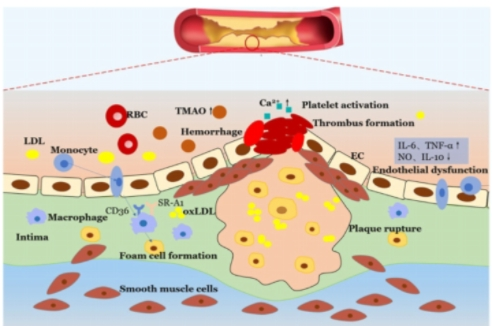 Ca²⁺ ↑
Platelet activation
TMAO ↑
RBC
Thrombus formation
Hemorrhage
LDL
Monocyte
IL-6、TNF-α ↑
NO、IL-10 ↓
EC
Endothelial dysfunction
SR-A1
CD36
oxLDL
Macrophage
Plaque rupture
Intima
Foam cell formation
Smooth muscle cells